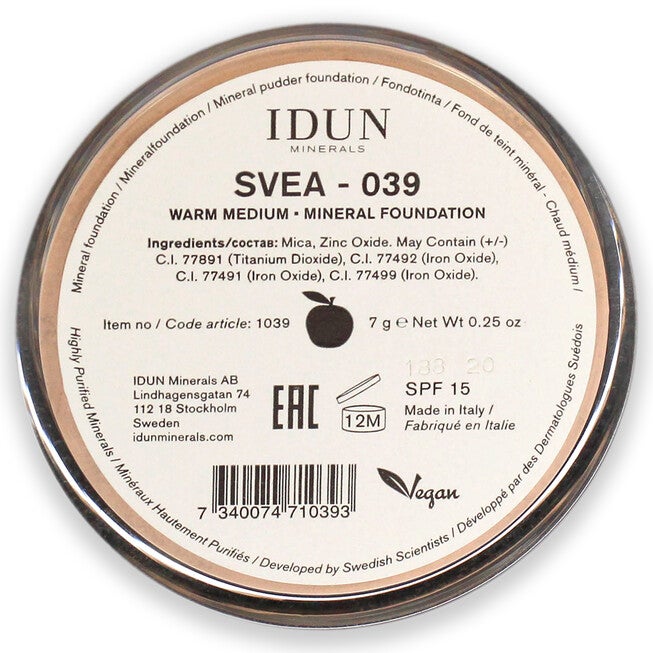 Mineral foundation / Mineralfoundation / Mineral pudder foundation / Fondotinta / Fond de teint minéral - Chaud médium /
IDUN
MINERALS
SVEA - 039
WARM MEDIUM • MINERAL FOUNDATION
Ingredients/состав: Mica, Zinc Oxide. May Contain (+/-)
C.I. 77891 (Titanium Dioxide), C.I. 77492 (Iron Oxide),
C.I. 77491 (Iron Oxide), C.I. 77499 (Iron Oxide).
Item no / Code article: 1039
7 g ℮ Net Wt 0.25 oz
188 20
SPF 15
IDUN Minerals AB
Lindhagensgatan 74
112 18 Stockholm
Sweden
idunminerals.com
EAC
12M
Made in Italy /
Fabriqué en Italie
7 340074 710393
Vegan
Highly Purified Minerals / Minéraux Hautement Purifiés / Developed by Swedish Scientists / Développé par des Dermatologues Suédois